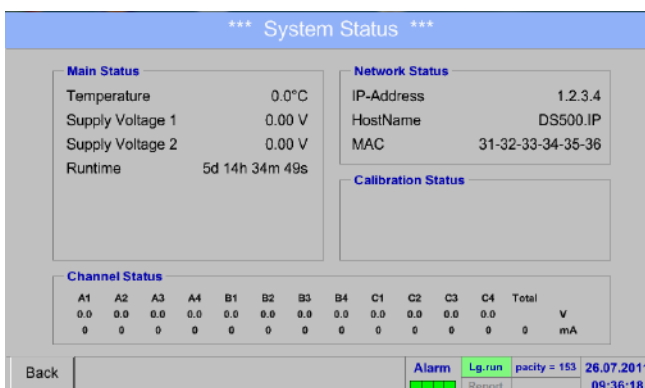 *** System Status ***
Main Status
Temperature 0.0°C
Supply Voltage 1 0.00 V
Supply Voltage 2 0.00 V
Runtime 5d 14h 34m 49s
Network Status
IP-Address 1.2.3.4
HostName DS500.IP
MAC 31-32-33-34-35-36
Calibration Status
Channel Status
A1 A2 A3 A4 B1 B2 B3 B4 C1 C2 C3 C4 Total
0.0 0.0 0.0 0.0 0.0 0.0 0.0 0.0 0.0 0.0 0.0 0.0 V
0 0 0 0 0 0 0 0 0 0 0 0 0 mA
Back
Alarm Lg.run pacity = 153 26.07.201
Report 09:36:18